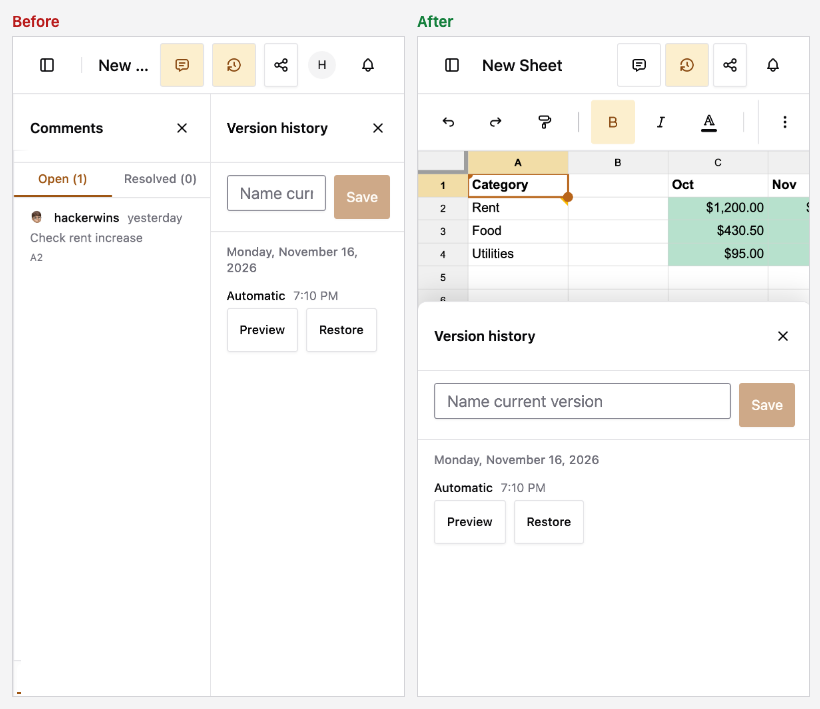 Before
New ...
H
Comments
Open (1) Resolved (0)
hackerwins yesterday
Check rent increase
A2
Version history
Name curr
Save
Monday, November 16,
2026
Automatic 7:10 PM
Preview Restore
After
New Sheet
B I A
A B C
1 Category Oct Nov
2 Rent $1,200.00 $
3 Food $430.50
4 Utilities $95.00
5
6
Version history
Name current version Save
Monday, November 16, 2026
Automatic 7:10 PM
Preview Restore